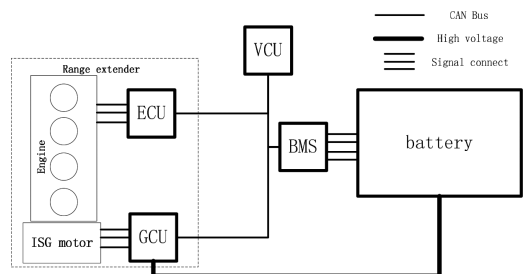 CAN Bus
High voltage
Signal connect
VCU
Range extender
Engine
ECU
BMS
battery
ISG motor
GCU